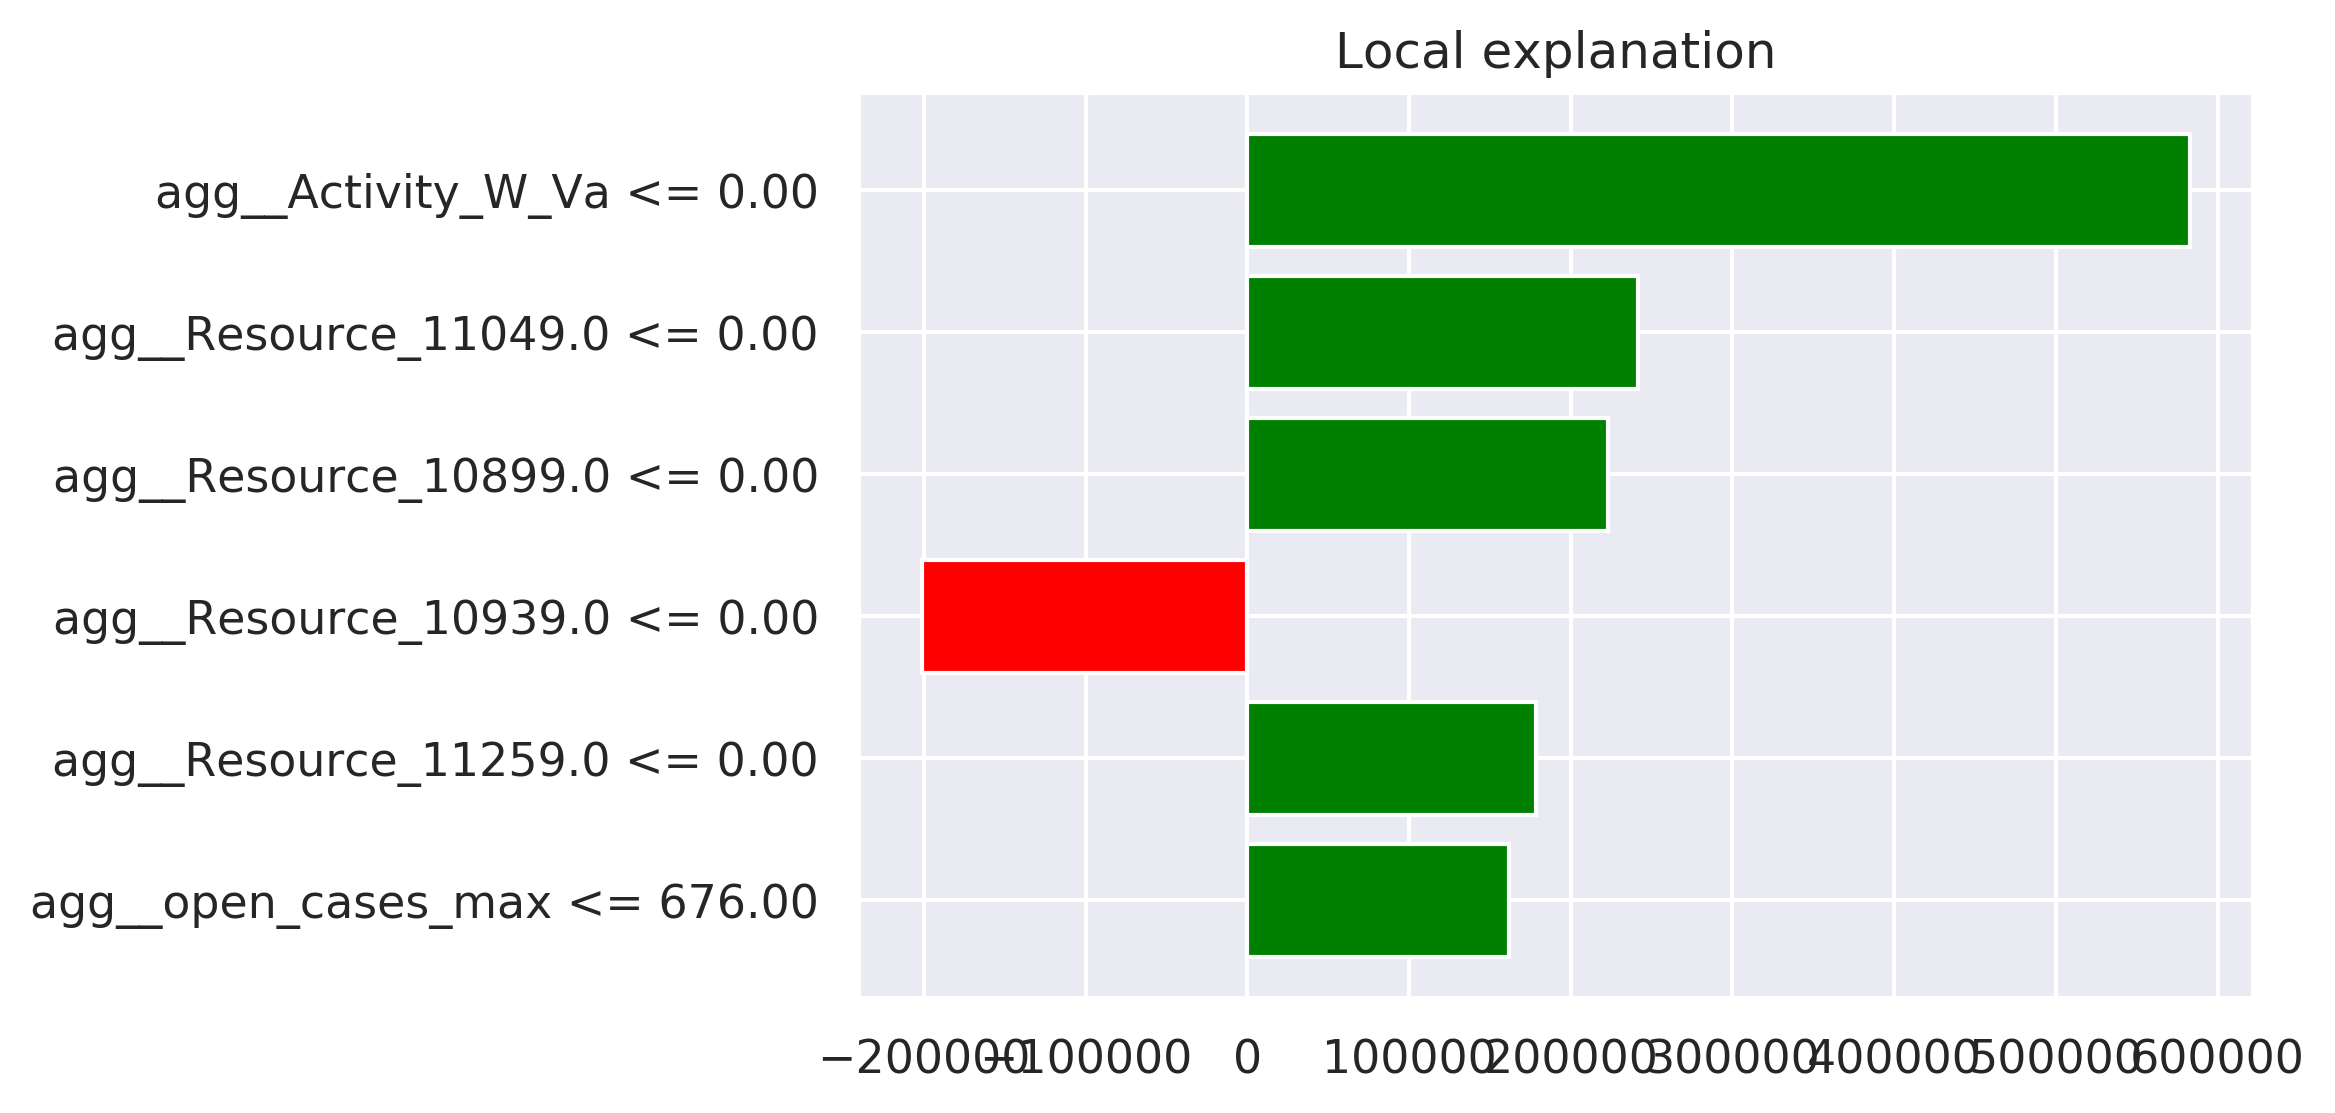 Local explanation
agg__Activity_W_Va <= 0.00
agg__Resource_11049.0 <= 0.00
agg__Resource_10899.0 <= 0.00
agg__Resource_10939.0 <= 0.00
agg__Resource_11259.0 <= 0.00
agg__open_cases_max <= 676.00
−200000 −100000 0 100000 200000 300000 400000 500000 600000